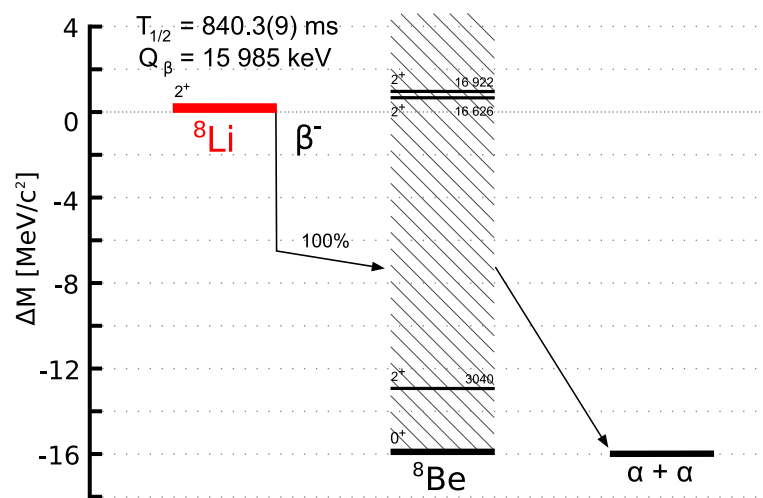 T1/2 = 840.3(9) ms
Qβ = 15 985 keV
ΔM [MeV/c²]
4
0
-4
-8
-12
-16
2⁺
⁸Li
β⁻
100%
2⁺ 16 922
2⁺ 16 626
2⁺ 3040
0⁺
⁸Be
α + α